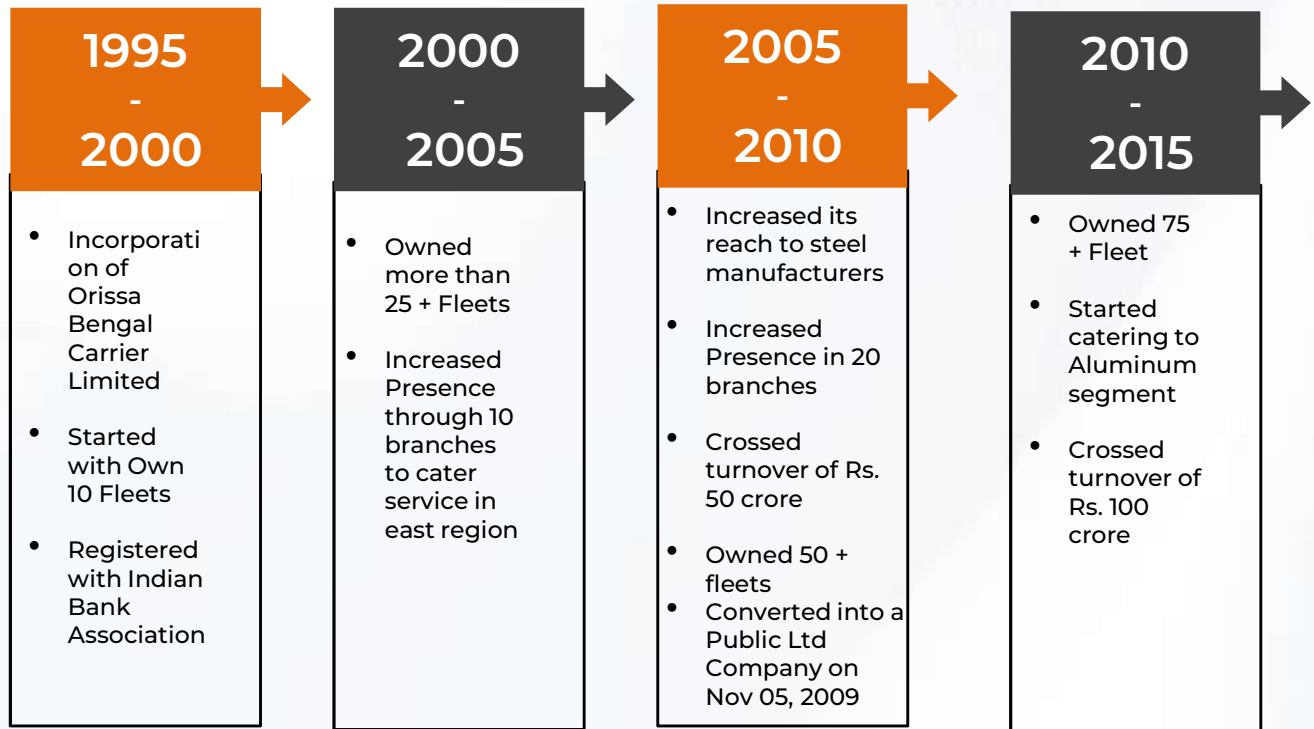 1995
-
2000
• Incorporati
on of
Orissa
Bengal
Carrier
Limited
• Started
with Own
10 Fleets
• Registered
with Indian
Bank
Association
2000
-
2005
• Owned
more than
25 + Fleets
• Increased
Presence
through 10
branches
to cater
service in
east region
2005
-
2010
• Increased its
reach to steel
manufacturers
• Increased
Presence in 20
branches
• Crossed
turnover of Rs.
50 crore
• Owned 50 +
fleets
• Converted into a
Public Ltd
Company on
Nov 05, 2009
2010
-
2015
• Owned 75
+ Fleet
• Started
catering to
Aluminum
segment
• Crossed
turnover of
Rs. 100
crore